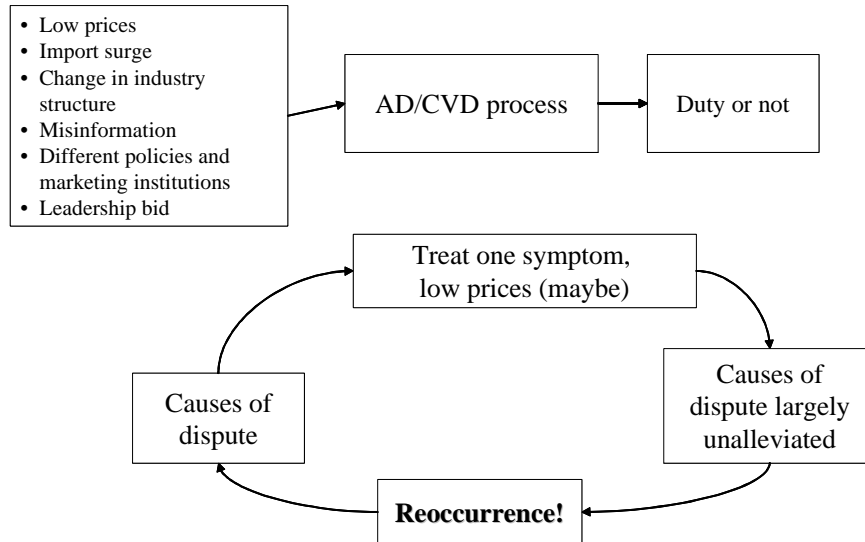 • Low prices
• Import surge
• Change in industry
structure
• Misinformation
• Different policies and
marketing institutions
• Leadership bid
AD/CVD process
Duty or not
Treat one symptom,
low prices (maybe)
Causes of
dispute largely
unalleviated
Reoccurrence!
Causes of
dispute